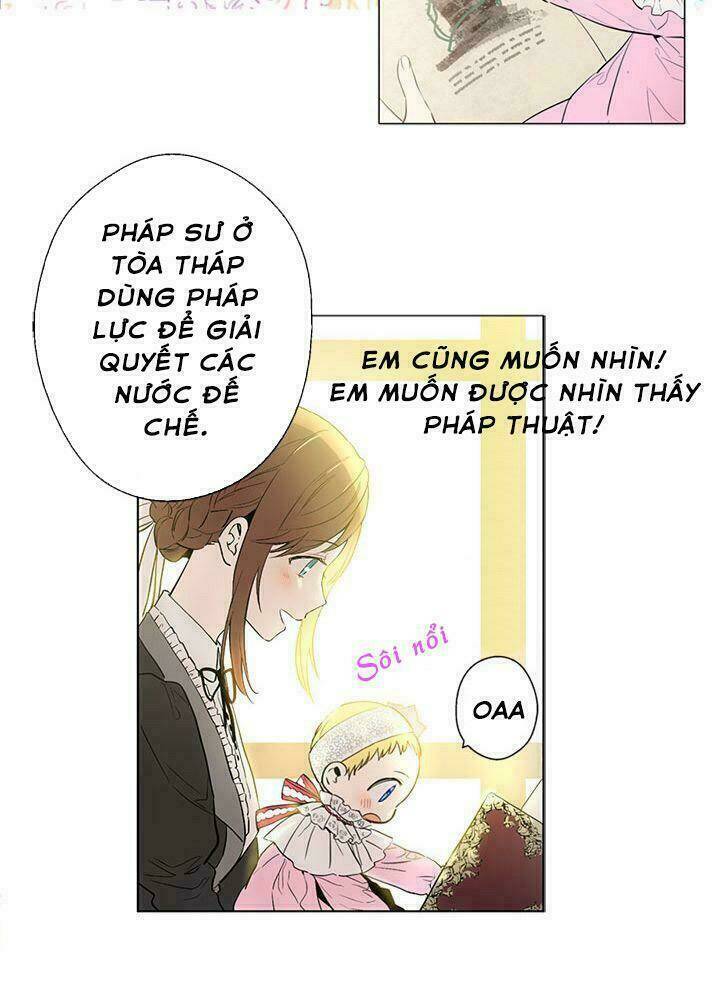 PHÁP SƯ Ở
TÒA THÁP
DÙNG PHÁP
LỰC ĐỂ GIẢI
QUYẾT CÁC
NƯỚC ĐẾ
CHẾ.
EM CŨNG MUỐN NHÌN!
EM MUỐN ĐƯỢC NHÌN THẤY
PHÁP THUẬT!
Sôi nổi
OAA